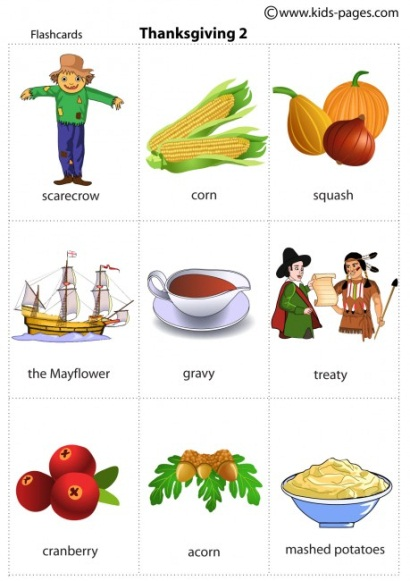 ©www.kids-pages.com
Flashcards
Thanksgiving 2
scarecrow
corn
squash
the Mayflower
gravy
treaty
cranberry
acorn
mashed potatoes